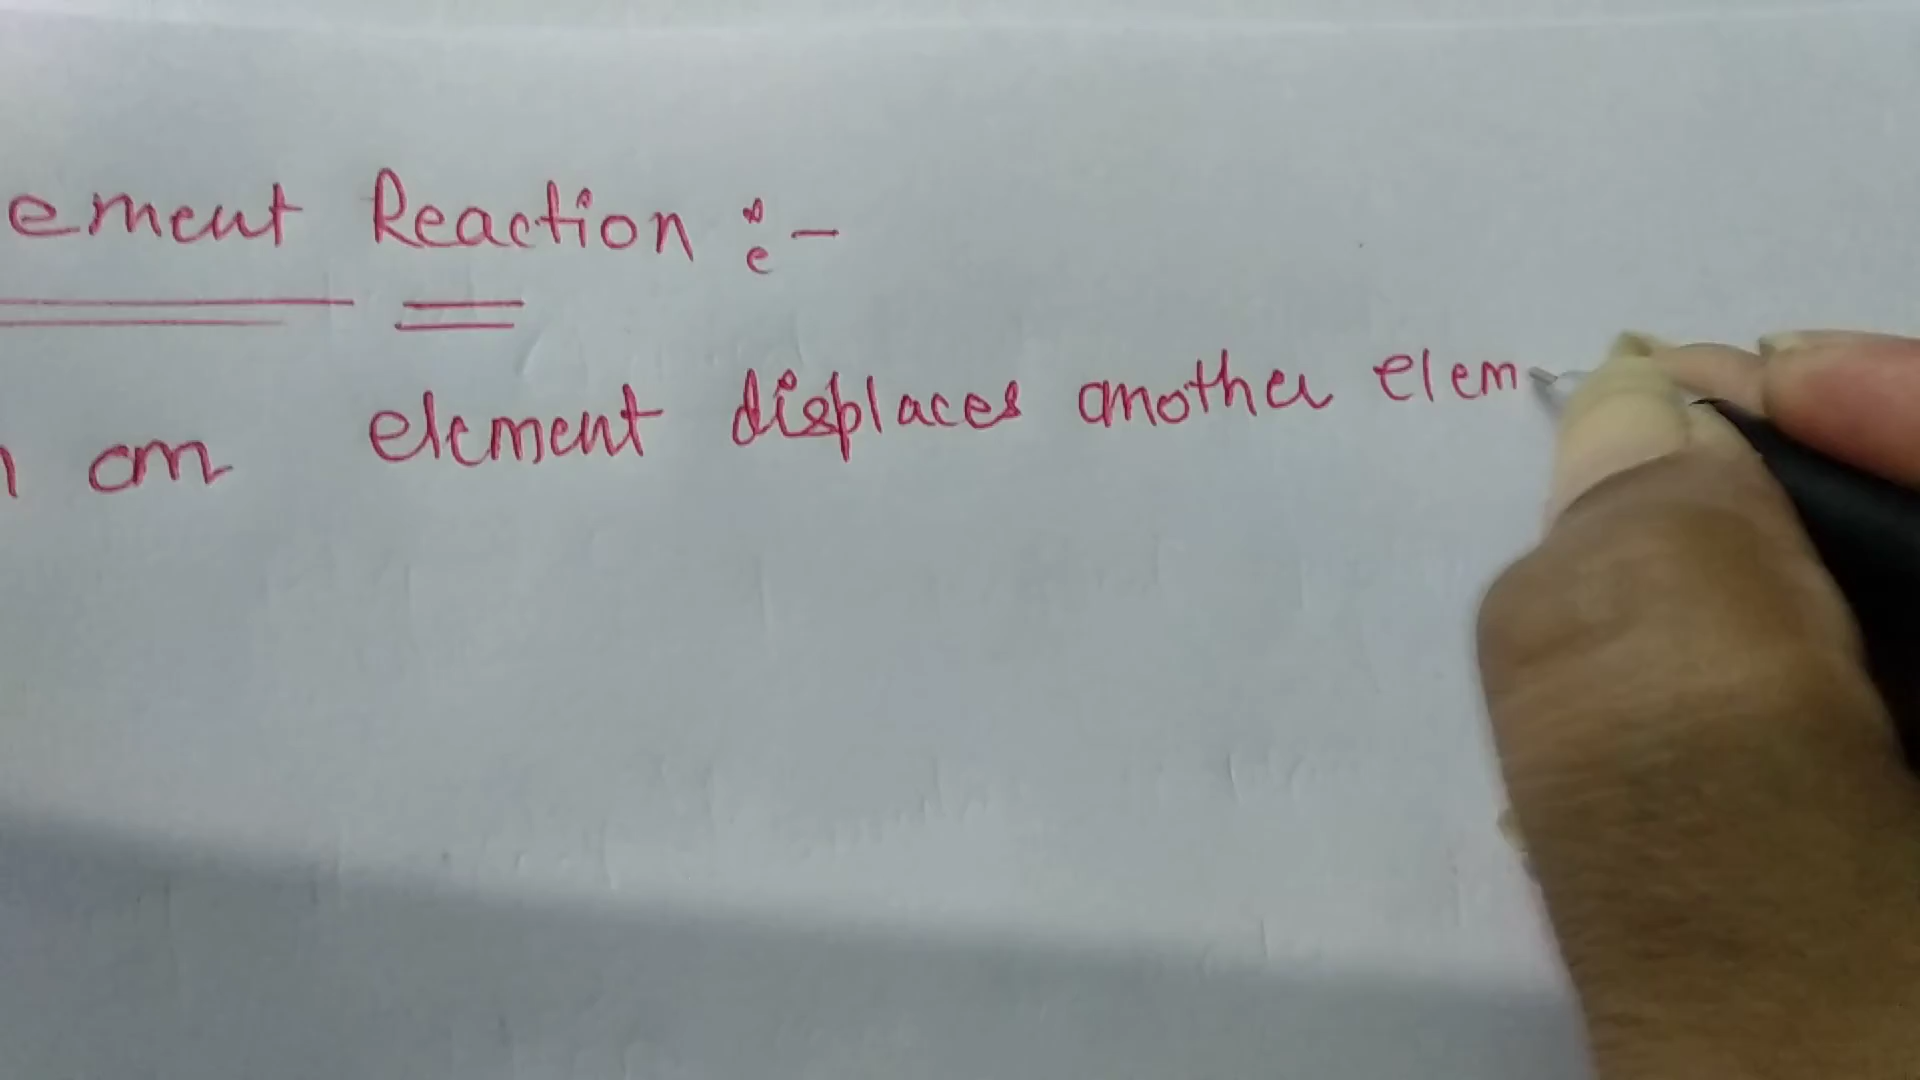 ement Reaction :-
an element displaces another elem